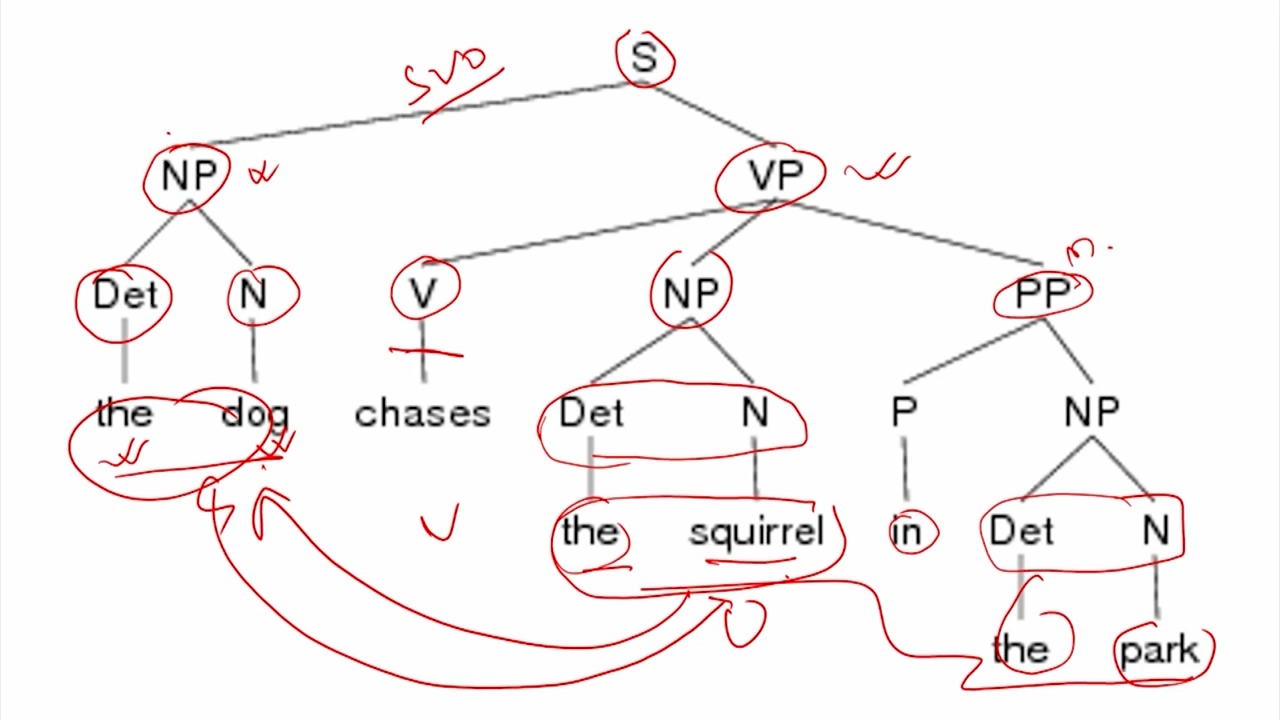 S
SVO
NP VP
Det N V NP PP
the dog chases Det N P NP
S V the squirrel in Det N
O
the park